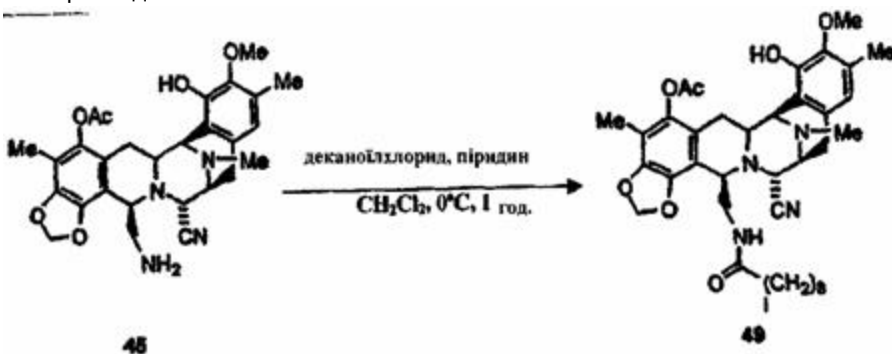 OMe
HO
Me
OAc
Me
N
Me
N
O
O
CN
NH₂
45
деканоїлхлорид, піридин
CH₂Cl₂, 0°C, 1 год.
OMe
HO
Me
OAc
Me
N
Me
N
O
O
CN
NH
O
(CH₂)₈
49